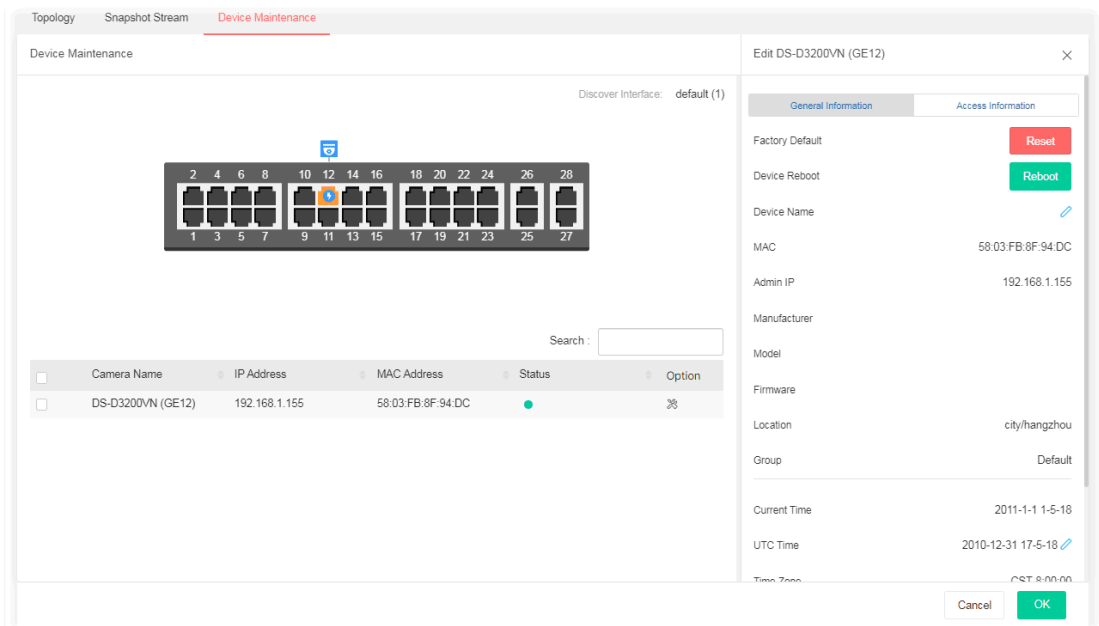 Topology Snapshot Stream Device Maintenance
Device Maintenance
Discover Interface: default (1)
2 4 6 8 10 12 14 16 18 20 22 24 26 28
1 3 5 7 9 11 13 15 17 19 21 23 25 27
Search :
Camera Name IP Address MAC Address Status Option
DS-D3200VN (GE12) 192.168.1.155 58:03:FB:8F:94:DC
Edit DS-D3200VN (GE12)
General Information Access Information
Factory Default Reset
Device Reboot Reboot
Device Name
MAC 58:03:FB:8F:94:DC
Admin IP 192.168.1.155
Manufacturer
Model
Firmware
Location city/hangzhou
Group Default
Current Time 2011-1-1 1-5-18
UTC Time 2010-12-31 17-5-18
Time Zone CST-8:00:00
Cancel OK